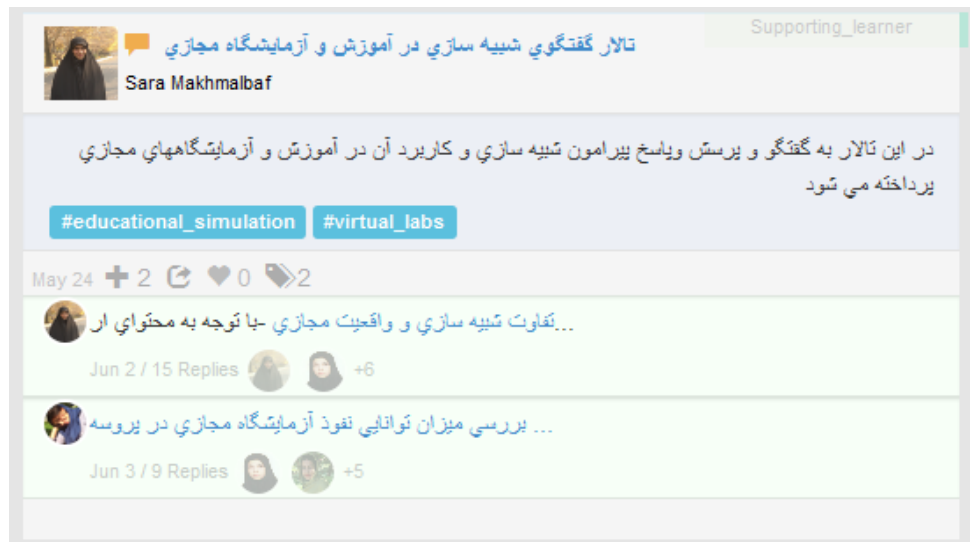 Supporting_learner
تالار گفتگوي شبيه سازي در آموزش و آزمايشگاه مجازي
Sara Makhmalbaf
در اين تالار به گفتگو و پرسش وپاسخ پيرامون شبيه سازي و کاربرد آن در آموزش و آزمايشگاههاي مجازي
پرداخته مي شود
#educational_simulation #virtual_labs
May 24 2 0 2
تفاوت شبيه سازي و واقعيت مجازي -با توجه به محتواي ار...
Jun 2 / 15 Replies +6
بررسي ميزان توانايي نفوذ آزمايشگاه مجازي در پروسه ...
Jun 3 / 9 Replies +5